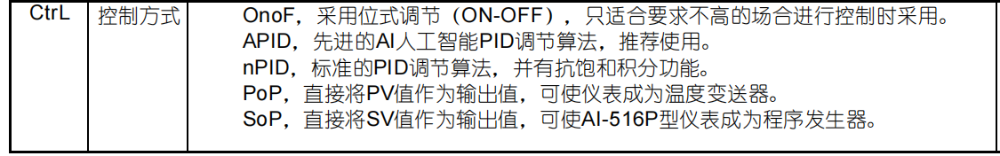 CtrL 控制方式 OnoF，采用位式调节（ON-OFF），只适合要求不高的场合进行控制时采用。
APID，先进的AI人工智能PID调节算法，推荐使用。
nPID，标准的PID调节算法，并有抗饱和积分功能。
PoP，直接将PV值作为输出值，可使仪表成为温度变送器。
SoP，直接将SV值作为输出值，可使AI-516P型仪表成为程序发生器。